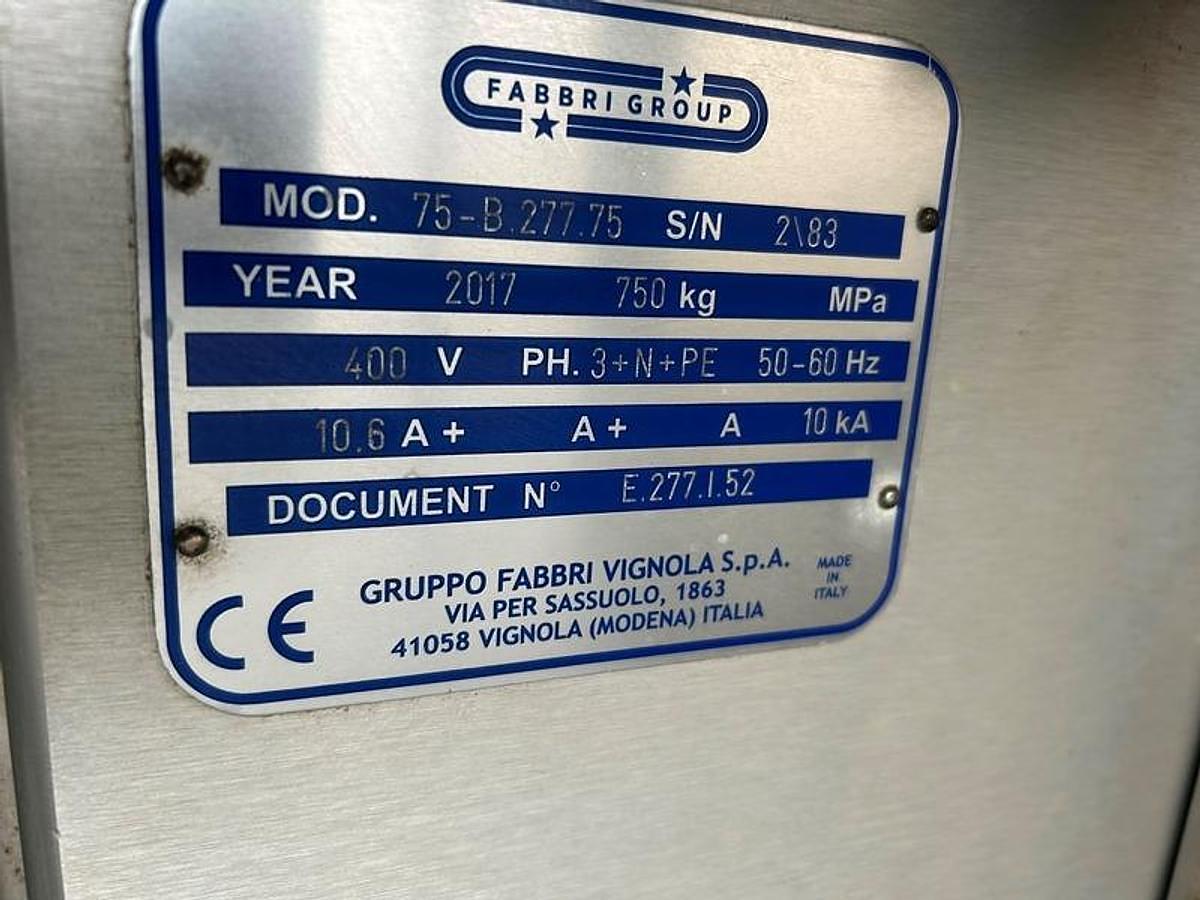 FABBRI GROUP
MOD. 75-B.277.75 S/N 2\83
YEAR 2017 750 kg MPa
400 V PH. 3+N+PE 50-60 Hz
10.6 A + A + A 10 kA
DOCUMENT N° E.277.I.52
GRUPPO FABBRI VIGNOLA S.p.A.
VIA PER SASSUOLO, 1863
41058 VIGNOLA (MODENA) ITALIA
MADE
IN
ITALY
CE